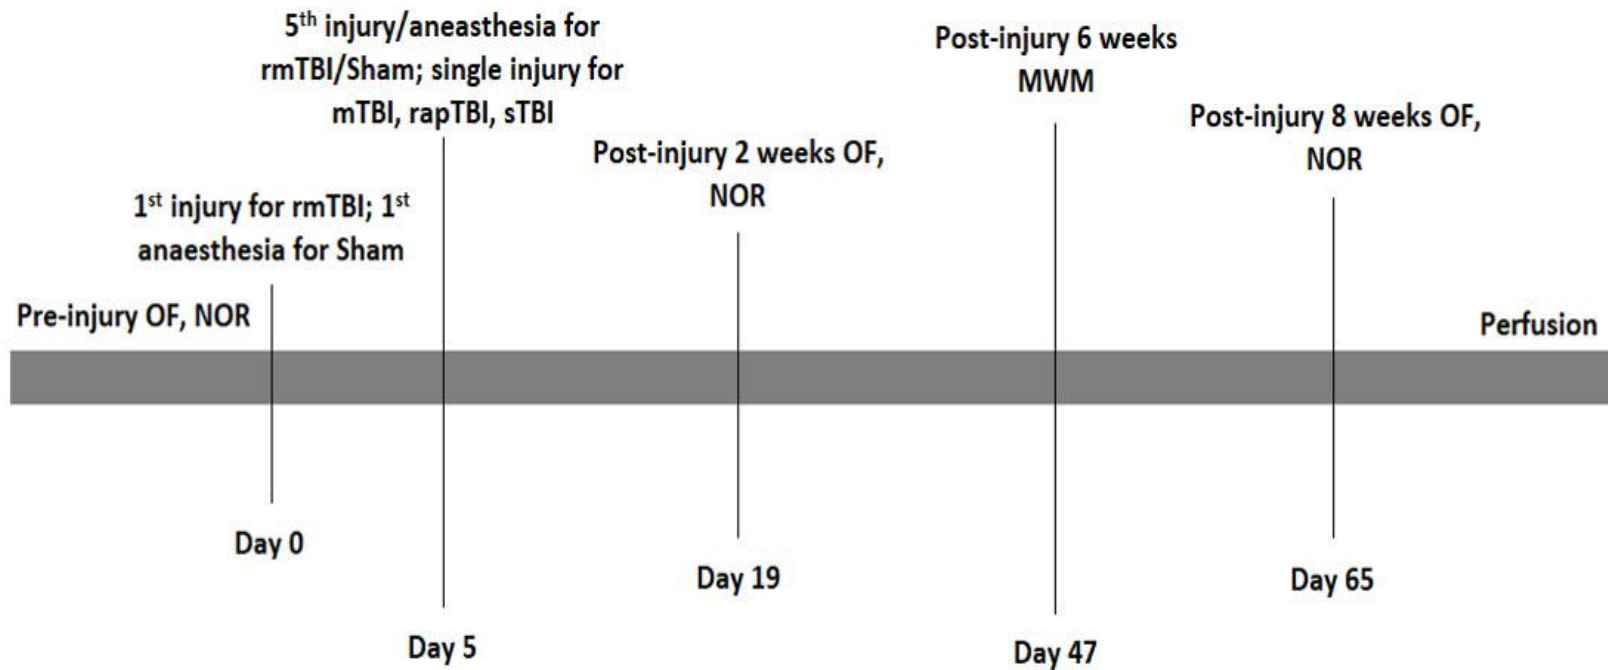 5th injury/aneasthesia for
rmTBI/Sham; single injury for
mTBI, rapTBI, sTBI
Post-injury 6 weeks
MWM
Post-injury 8 weeks OF,
NOR
Post-injury 2 weeks OF,
NOR
1st injury for rmTBI; 1st
anaesthesia for Sham
Pre-injury OF, NOR
Perfusion
Day 0
Day 5
Day 19
Day 47
Day 65